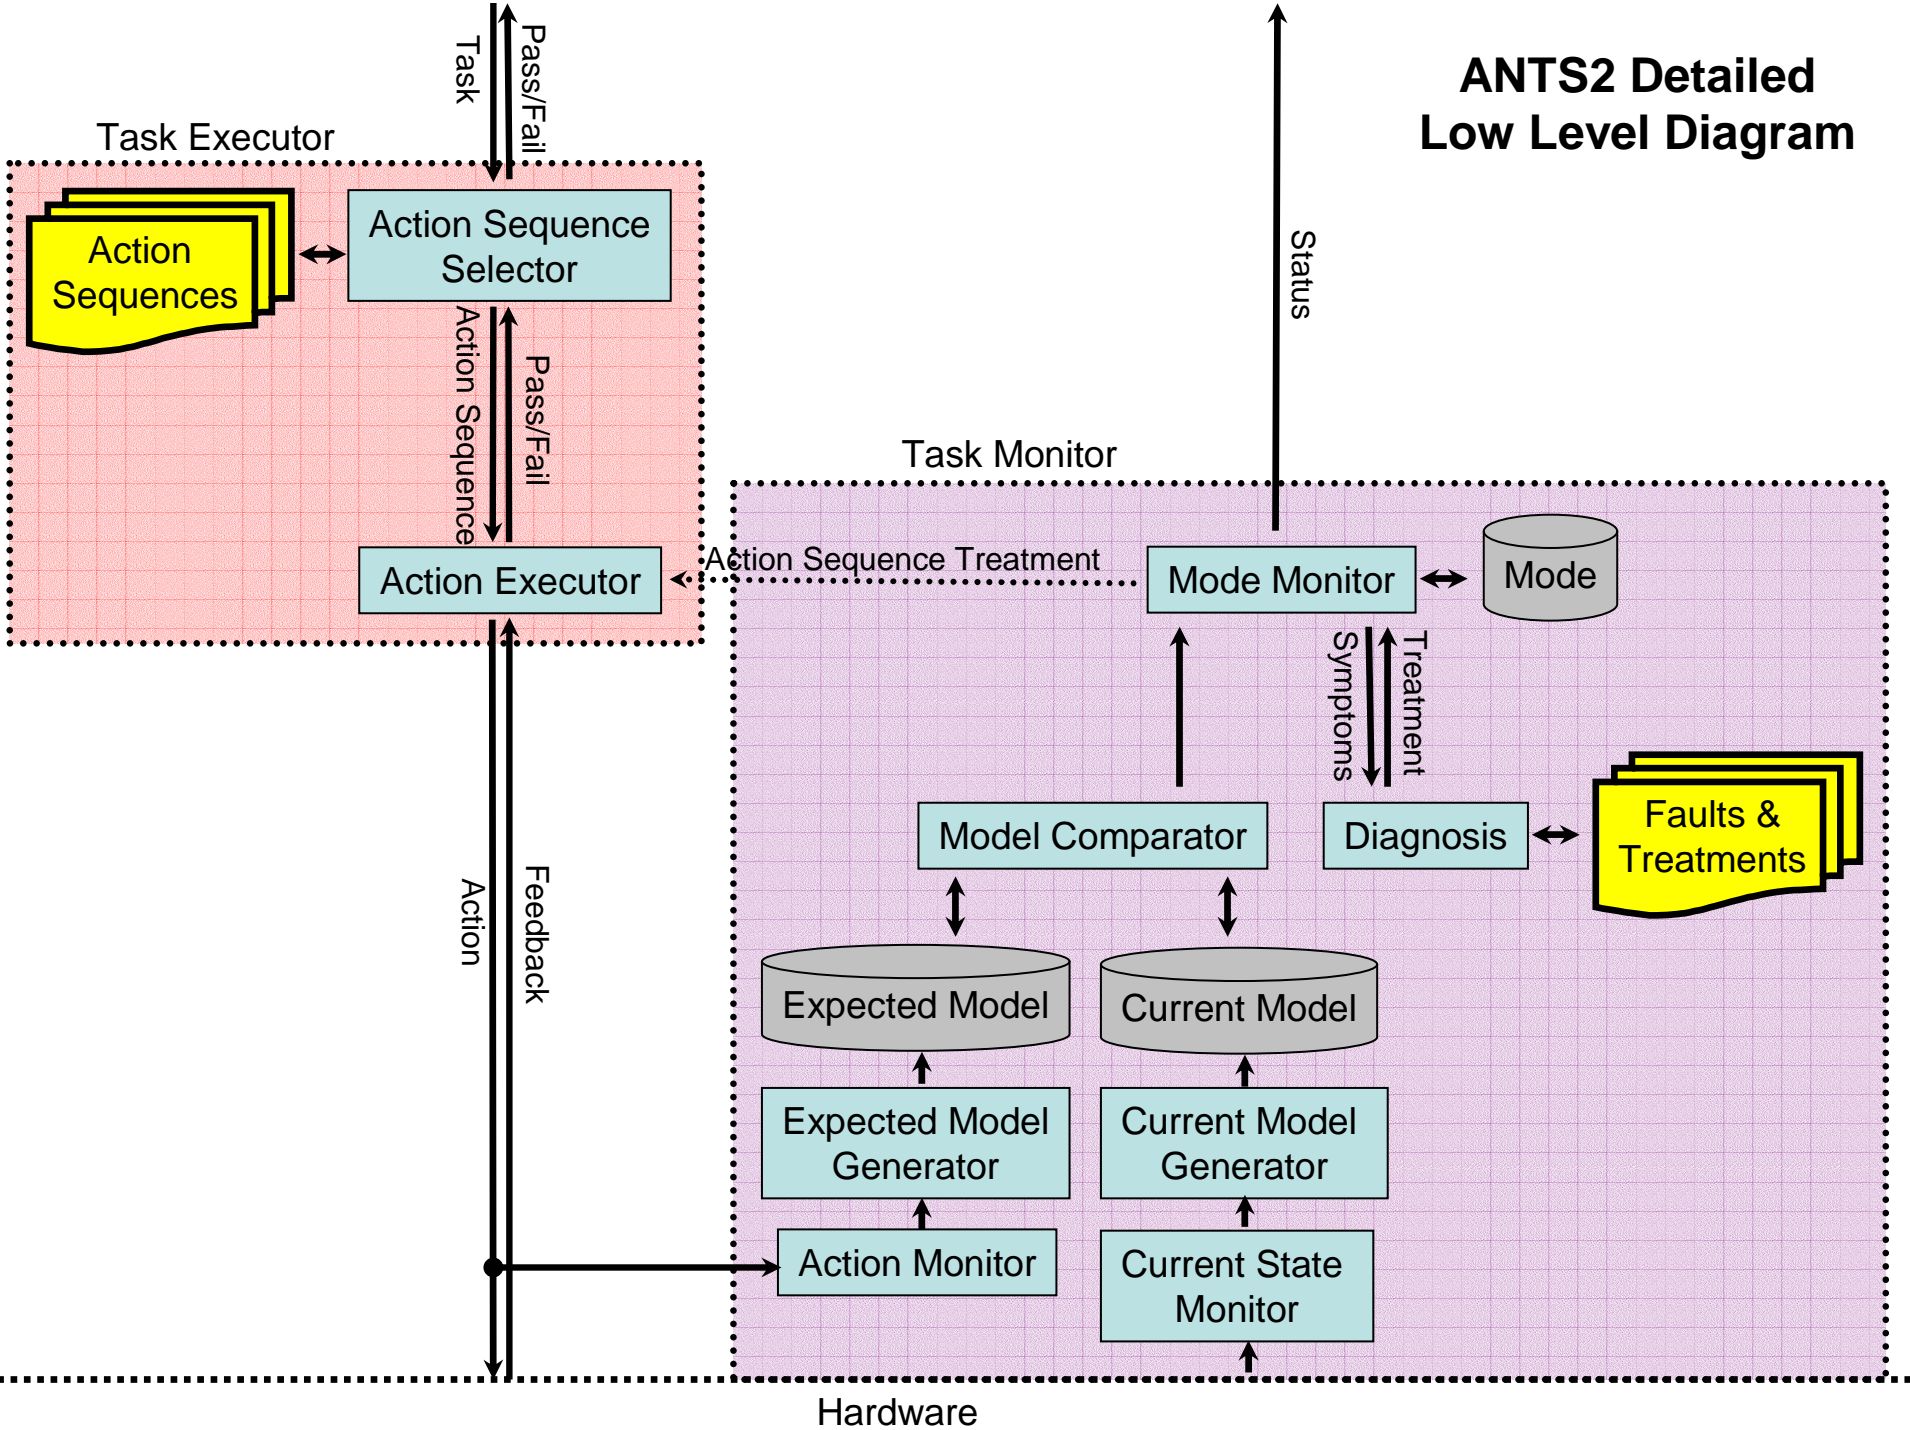 ANTS2 Detailed
Low Level Diagram
Task
Pass/Fail
Task Executor
Action
Sequences
Action Sequence
Selector
Status
Action Sequence
Pass/Fail
Task Monitor
Action Executor
Action Sequence Treatment
Mode Monitor
Mode
Symptoms
Treatment
Model Comparator
Diagnosis
Faults &
Treatments
Action
Feedback
Expected Model
Current Model
Expected Model
Generator
Current Model
Generator
Action Monitor
Current State
Monitor
Hardware